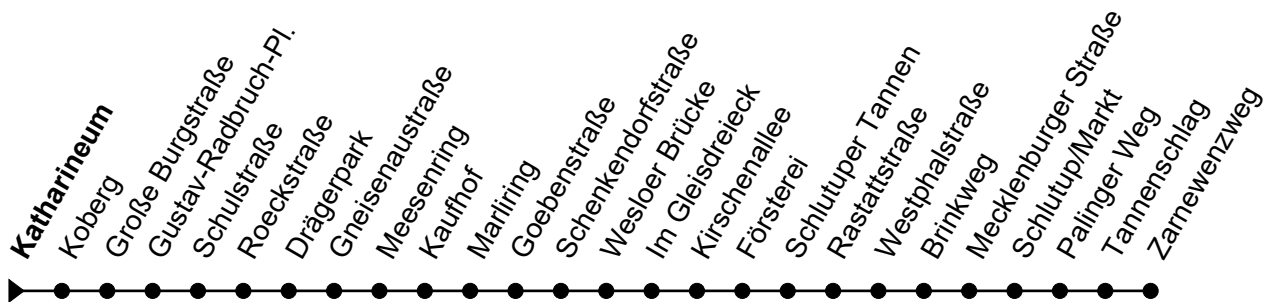 Katharineum
Koberg
Große Burgstraße
Gustav-Radbruch-Pl.
Schulstraße
Roeckstraße
Drägerpark
Gneisenaustraße
Meesenring
Kaufhof
Marliring
Goebenstraße
Schenkendorfstraße
Wesloer Brücke
Im Gleisdreieck
Kirschenallee
Försterei
Schlutuper Tannen
Rastattstraße
Westphalstraße
Brinkweg
Mecklenburger Straße
Schlutup/Markt
Palinger Weg
Tannenschlag
Zarnewenzweg